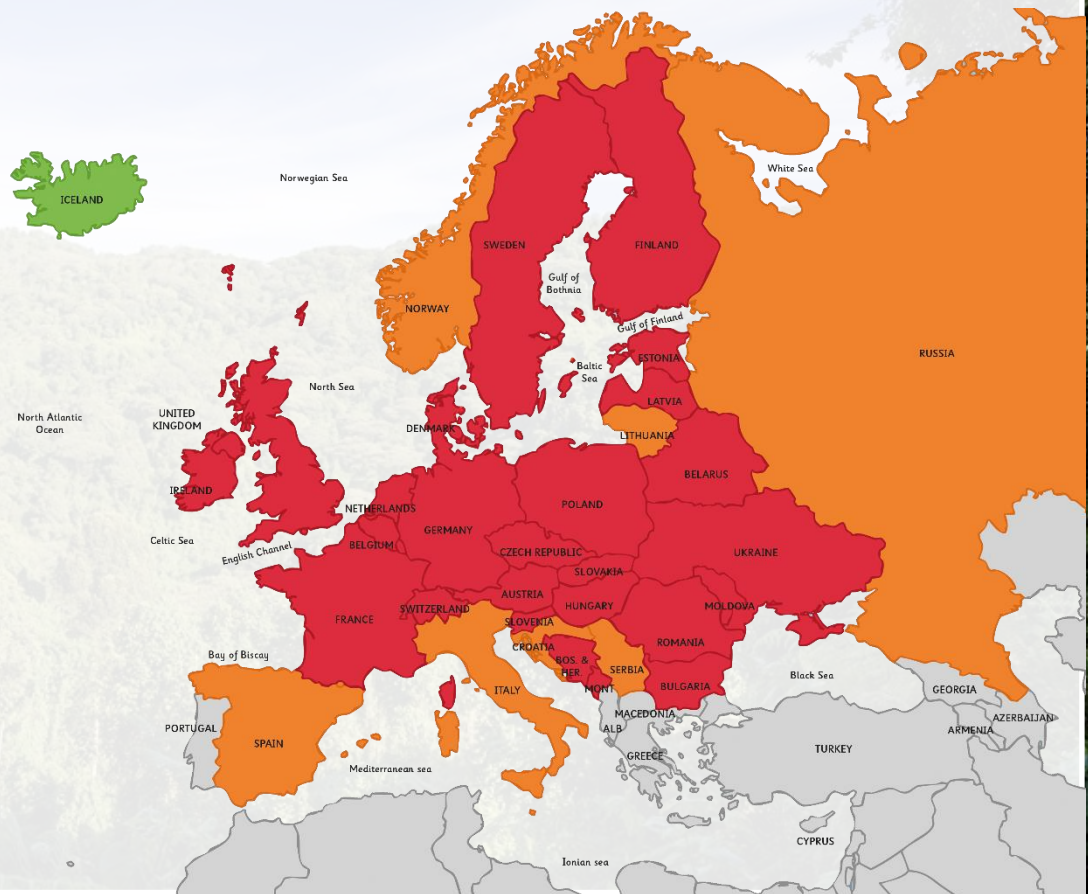 Norwegian Sea
White Sea
ICELAND
SWEDEN
FINLAND
Gulf of
Bothnia
NORWAY
Gulf of Finland
RUSSIA
ESTONIA
Baltic
Sea
North Sea
LATVIA
North Atlantic
Ocean
UNITED
KINGDOM
DENMARK
LITHUANIA
BELARUS
IRELAND
NETHERLANDS
POLAND
GERMANY
Celtic Sea
English Channel
BELGIUM
CZECH REPUBLIC
UKRAINE
SLOVAKIA
AUSTRIA
HUNGARY
MOLDOVA
SWITZERLAND
FRANCE
SLOVENIA
ROMANIA
CROATIA
Bay of Biscay
BOS. &
HER.
SERBIA
Black Sea
MONT
BULGARIA
ITALY
GEORGIA
MACEDONIA
AZERBAIJAN
PORTUGAL
ALB
ARMENIA
SPAIN
GREECE
TURKEY
Mediterranean sea
CYPRUS
Ionian sea